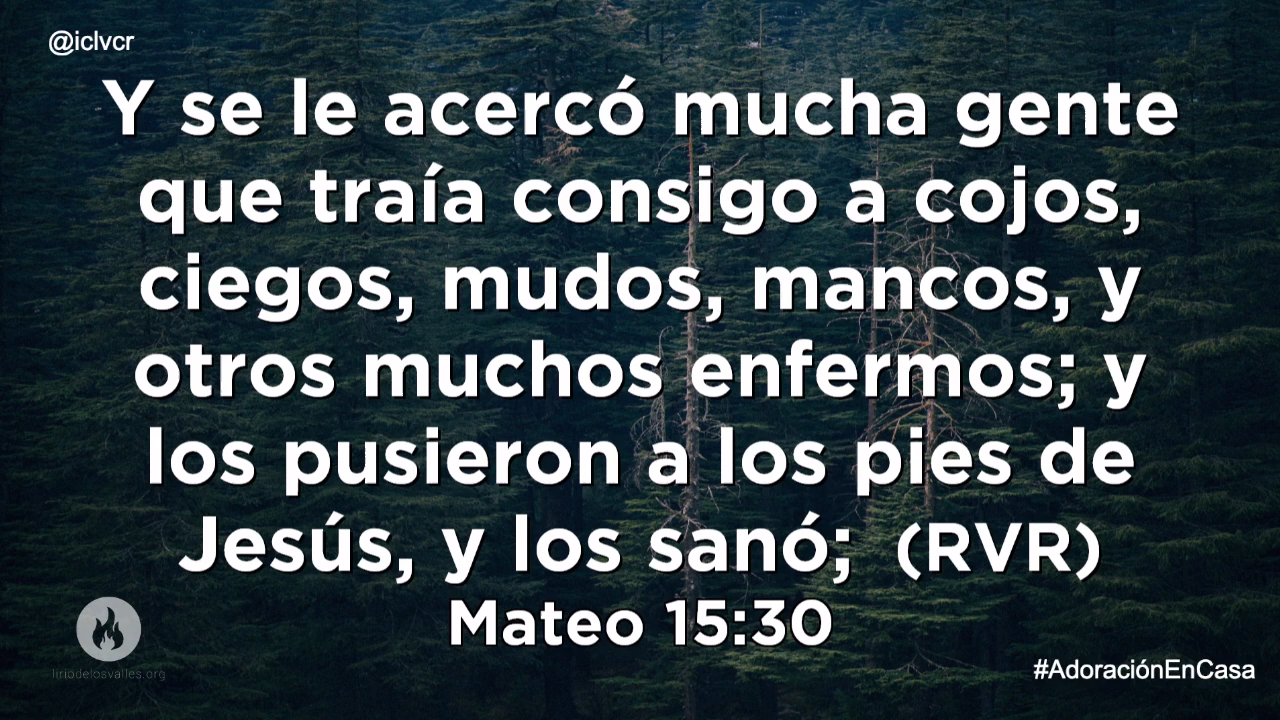 @iclvcr
Y se le acercó mucha gente
que traía consigo a cojos,
ciegos, mudos, mancos, y
otros muchos enfermos; y
los pusieron a los pies de
Jesús, y los sanó;  (RVR)
Mateo 15:30
liriodelosvalles.org
#AdoraciónEnCasa